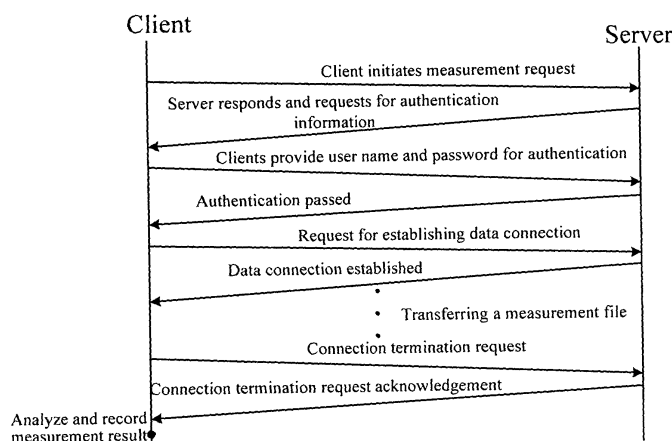 Client
Server
Client initiates measurement request
Server responds and requests for authentication
information
Clients provide user name and password for authentication
Authentication passed
Request for establishing data connection
Data connection established
Transferring a measurement file
Connection termination request
Connection termination request acknowledgement
Analyze and record
measurement result